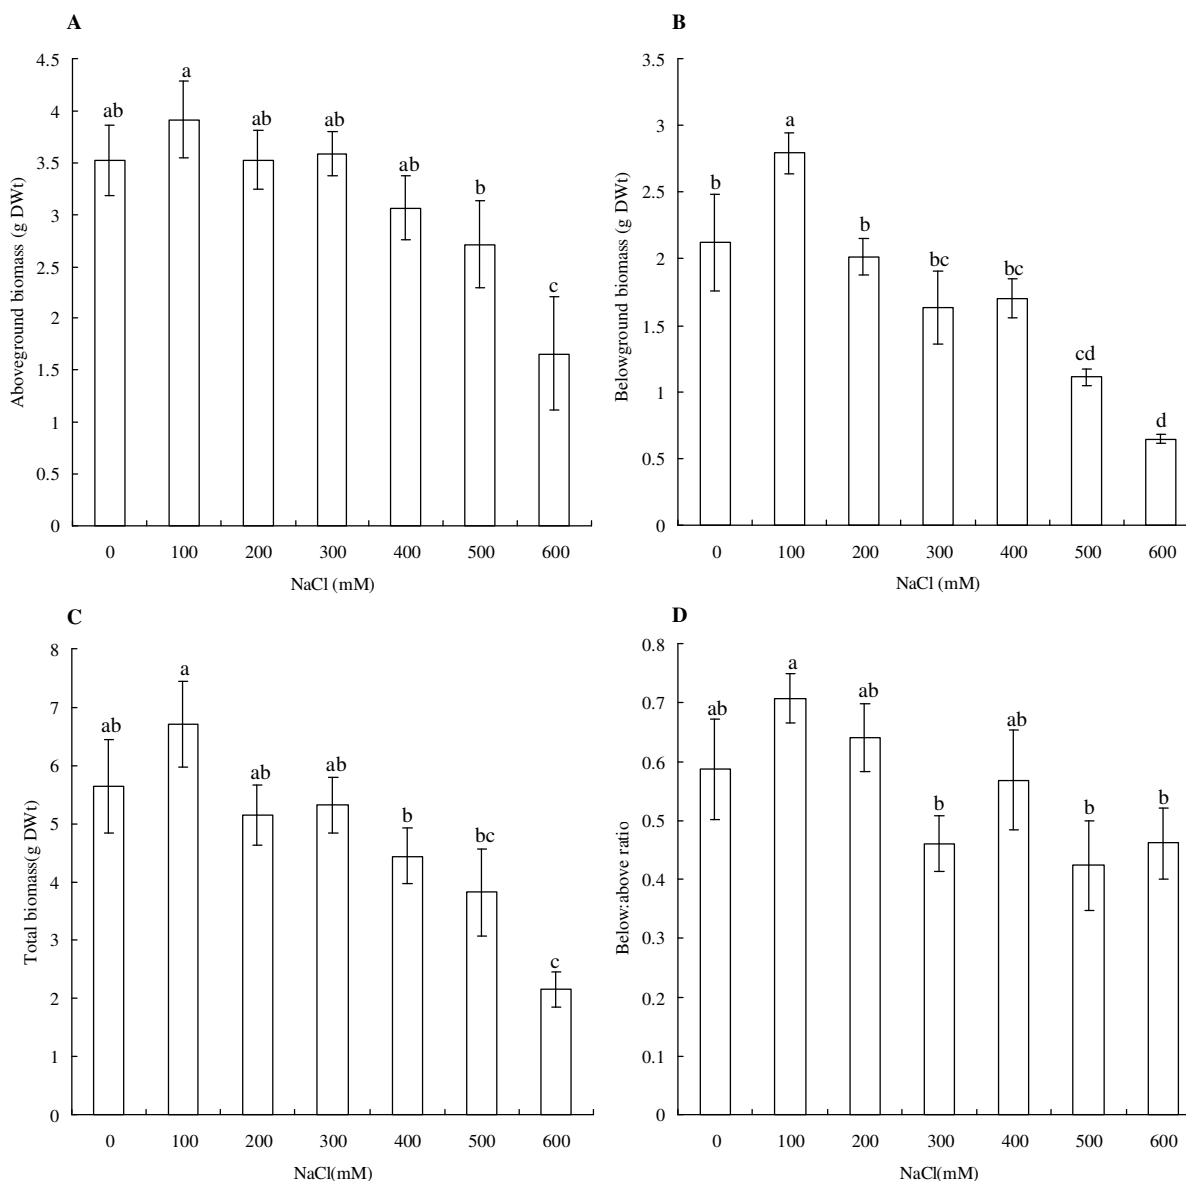 A
Aboveground biomass (g DWt)
4.5
4
3.5
3
2.5
2
1.5
1
0.5
0
ab
a
ab
ab
ab
b
c
0 100 200 300 400 500 600
NaCl (mM)
B
Belowground biomass (g DWt)
3.5
3
2.5
2
1.5
1
0.5
0
b
a
b
bc
bc
cd
d
0 100 200 300 400 500 600
NaCl (mM)
C
Total biomass(g DWt)
8
7
6
5
4
3
2
1
0
ab
a
ab
ab
b
bc
c
0 100 200 300 400 500 600
NaCl(mM)
D
Below:above ratio
0.8
0.7
0.6
0.5
0.4
0.3
0.2
0.1
0
ab
a
ab
b
ab
b
b
0 100 200 300 400 500 600
NaCl(mM)